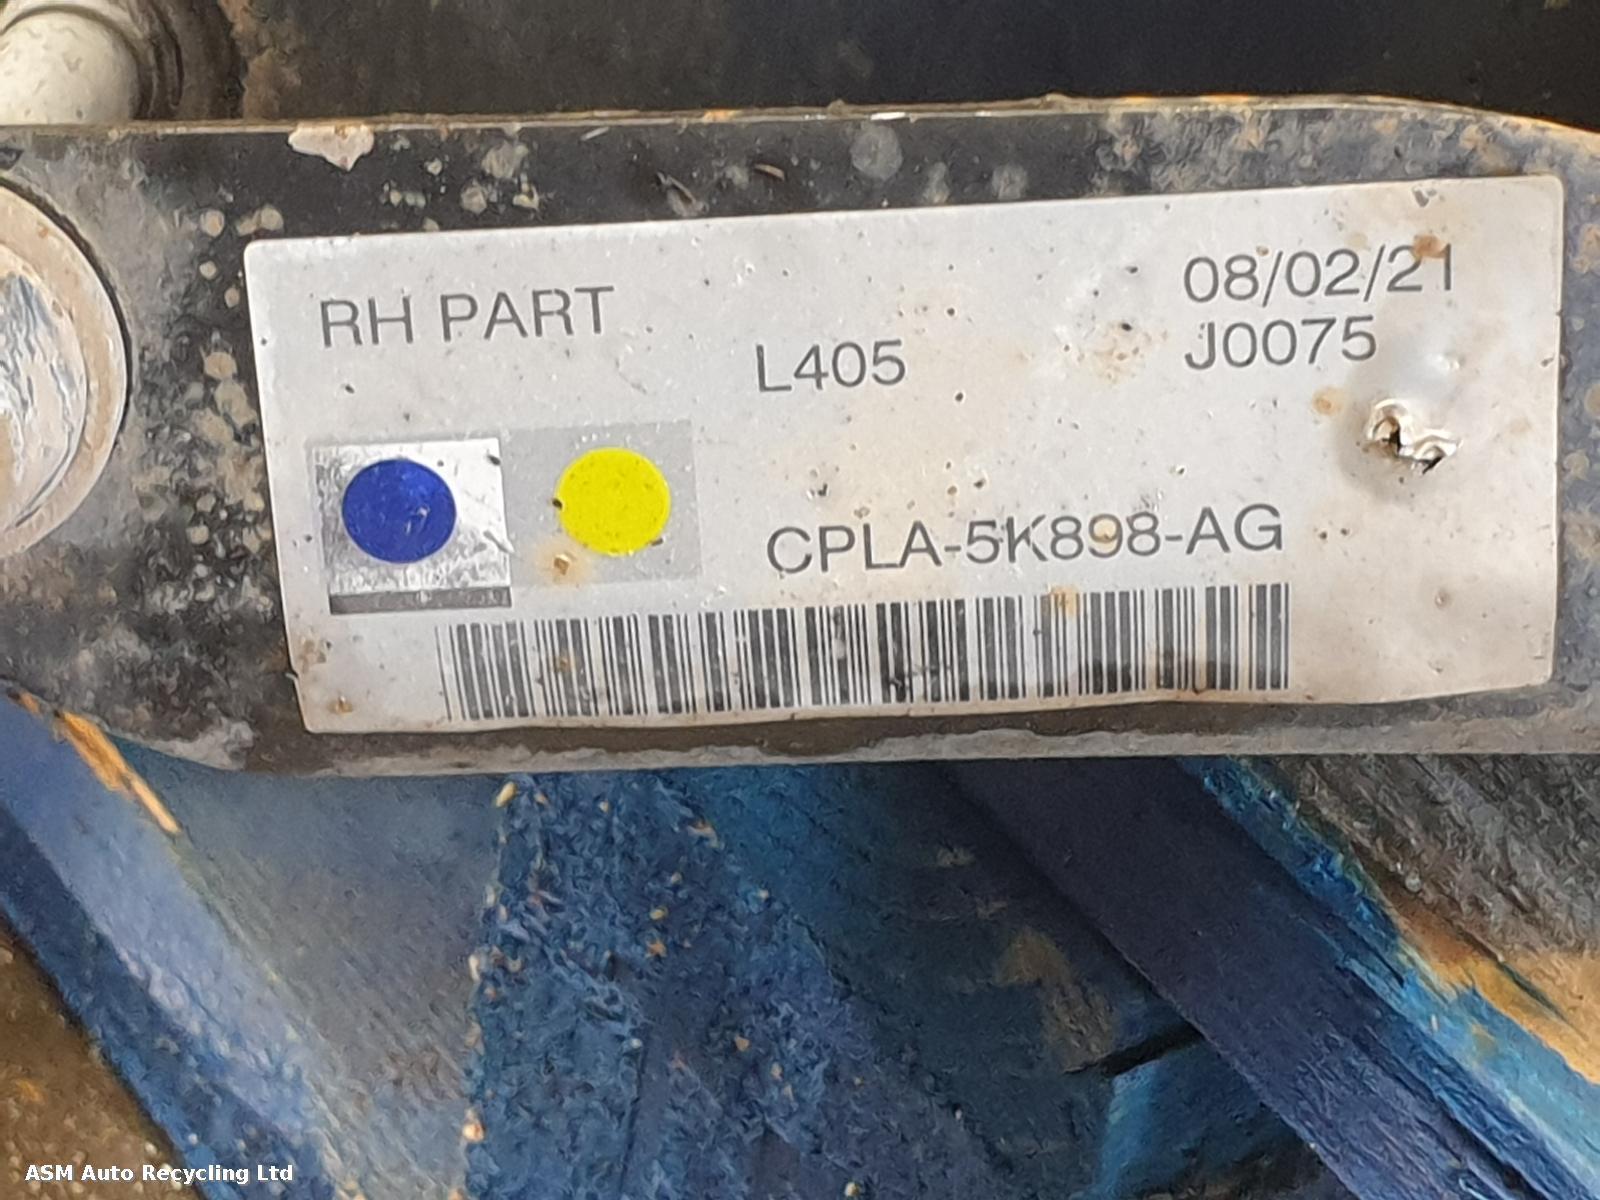 RH PART
08/02/21
L405
J0075
CPLA-5K898-AG
ASM Auto Recycling Ltd